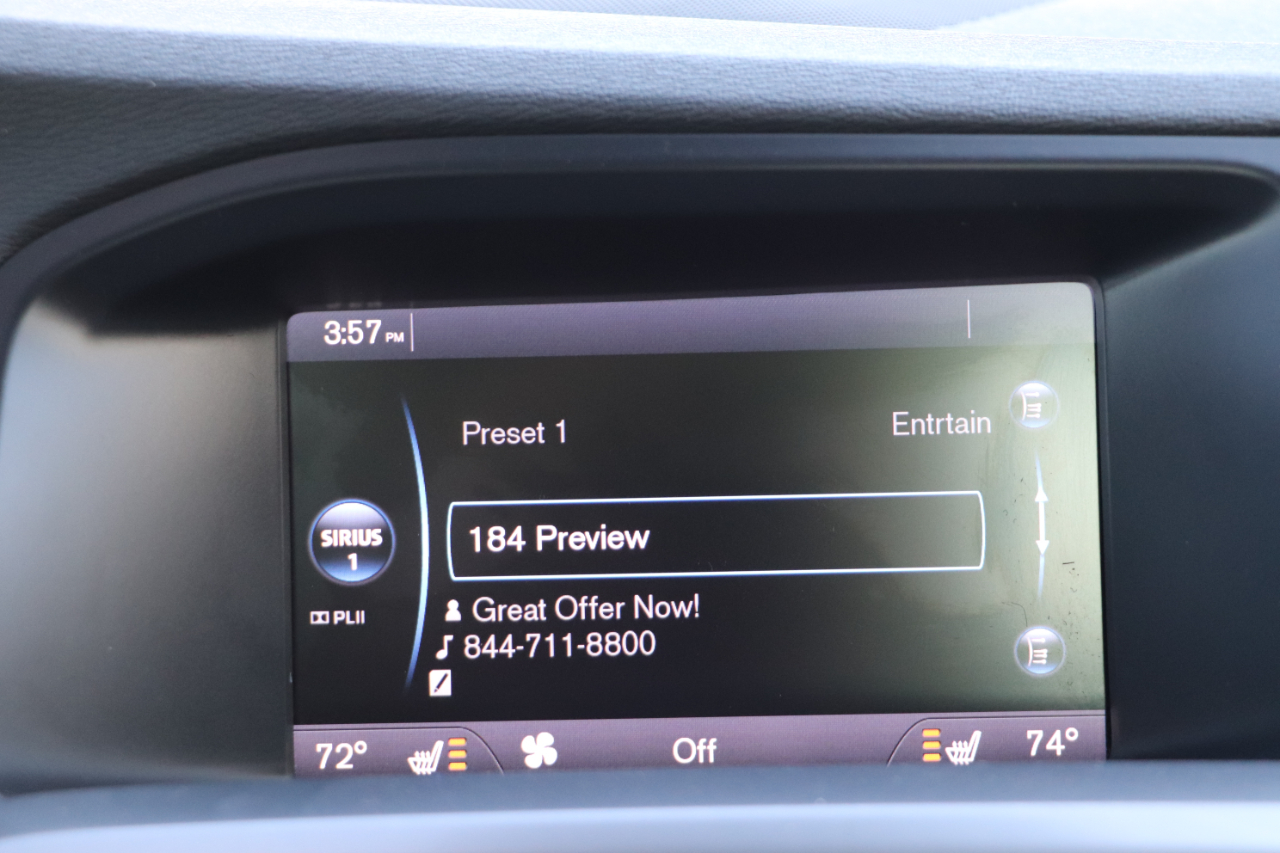 3:57 PM
Preset 1 Entrtain
184 Preview
SIRIUS
1
PLII
Great Offer Now!
844-711-8800
72° Off 74°